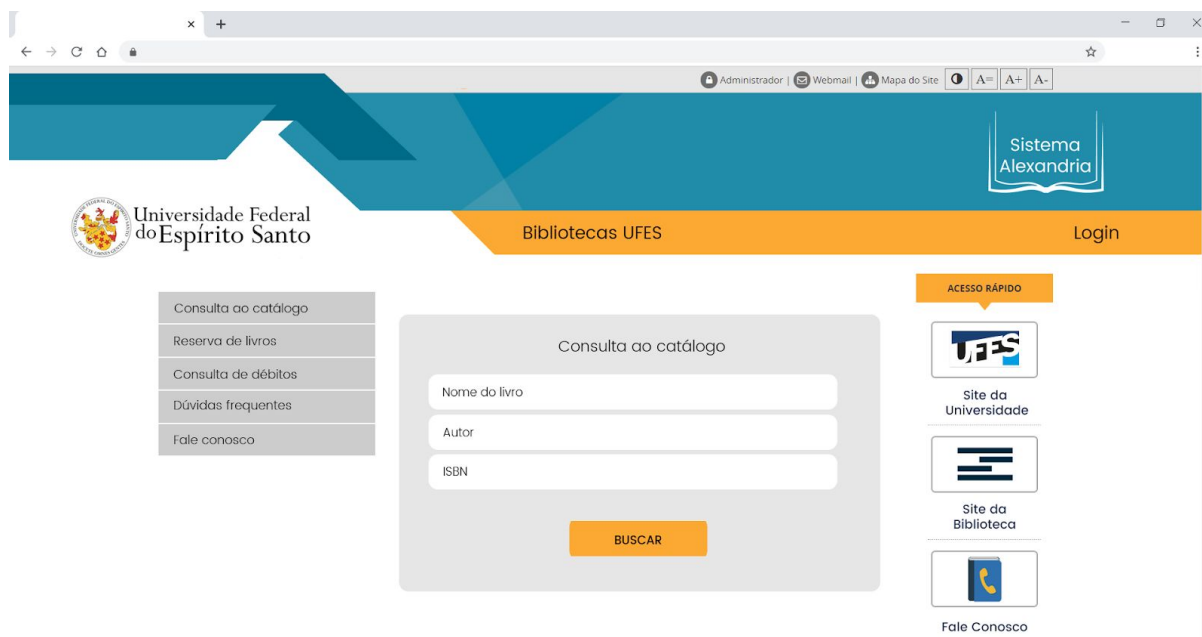 Administrador | Webmail | Mapa do Site A= A+ A-
Sistema
Alexandria
Universidade Federal
do Espírito Santo
Bibliotecas UFES
Login
Consulta ao catálogo
Reserva de livros
Consulta de débitos
Dúvidas frequentes
Fale conosco
Consulta ao catálogo
Nome do livro
Autor
ISBN
BUSCAR
ACESSO RÁPIDO
UFES
Site da
Universidade
Site da
Biblioteca
Fale Conosco